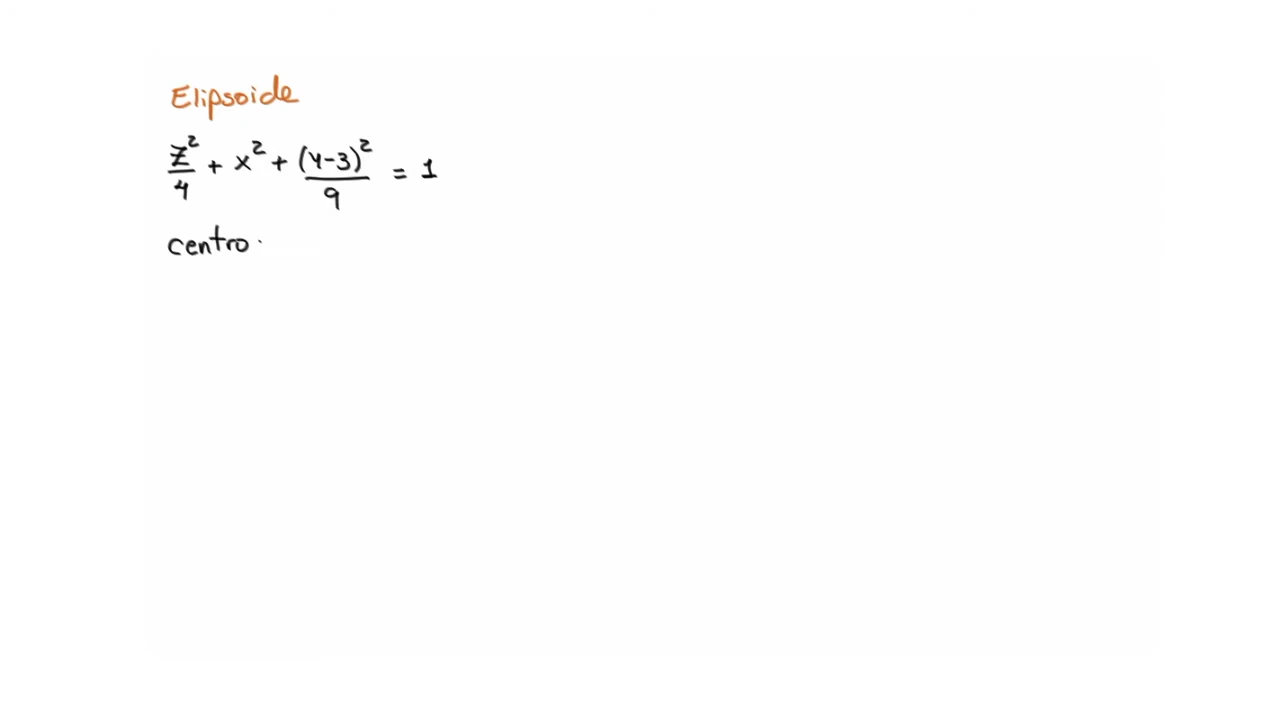 Elipsoide
z²/4 + x² + (y-3)²/9 = 1
centro